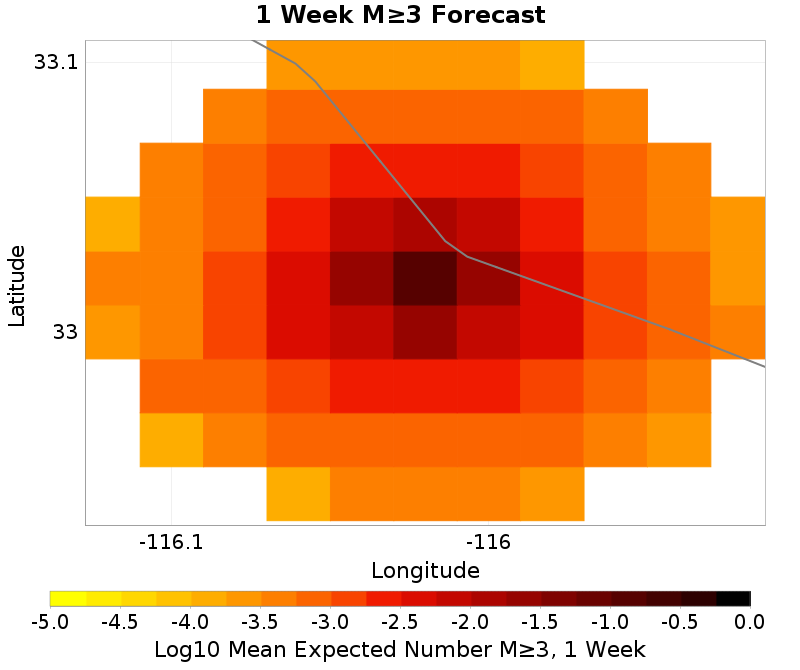 1 Week M≥3 Forecast
33.1
33
Latitude
-116.1 -116
Longitude
-5.0 -4.5 -4.0 -3.5 -3.0 -2.5 -2.0 -1.5 -1.0 -0.5 0.0
Log10 Mean Expected Number M≥3, 1 Week